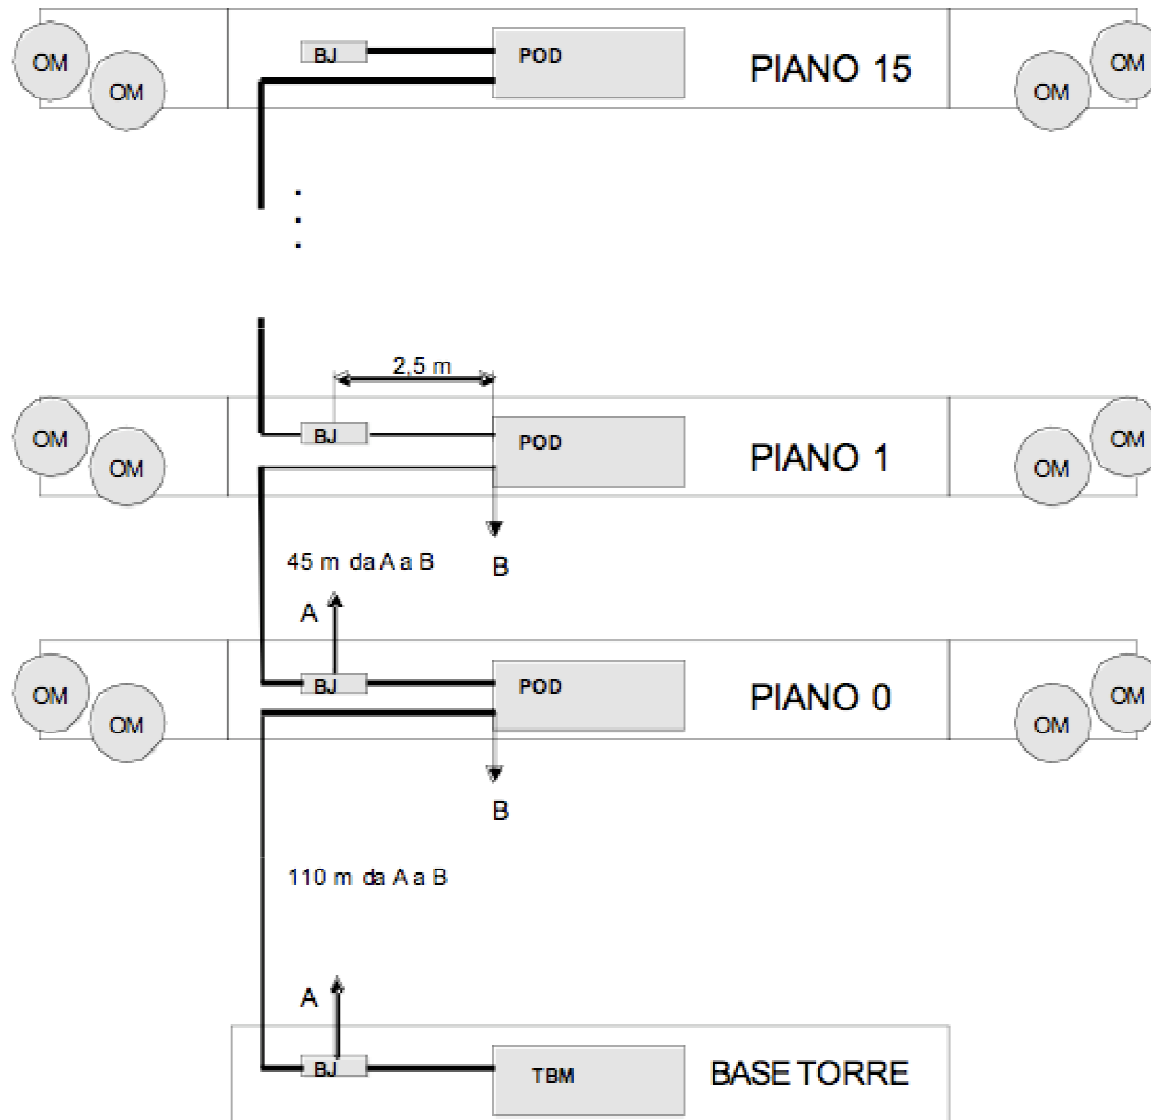 BJ
POD
PIANO 15
OM
OM
OM
OM
2,5 m
BJ
POD
PIANO 1
OM
OM
OM
OM
45 m da A a B
B
A
BJ
POD
PIANO 0
OM
OM
OM
OM
B
110 m da A a B
A
BJ
TBM
BASE TORRE